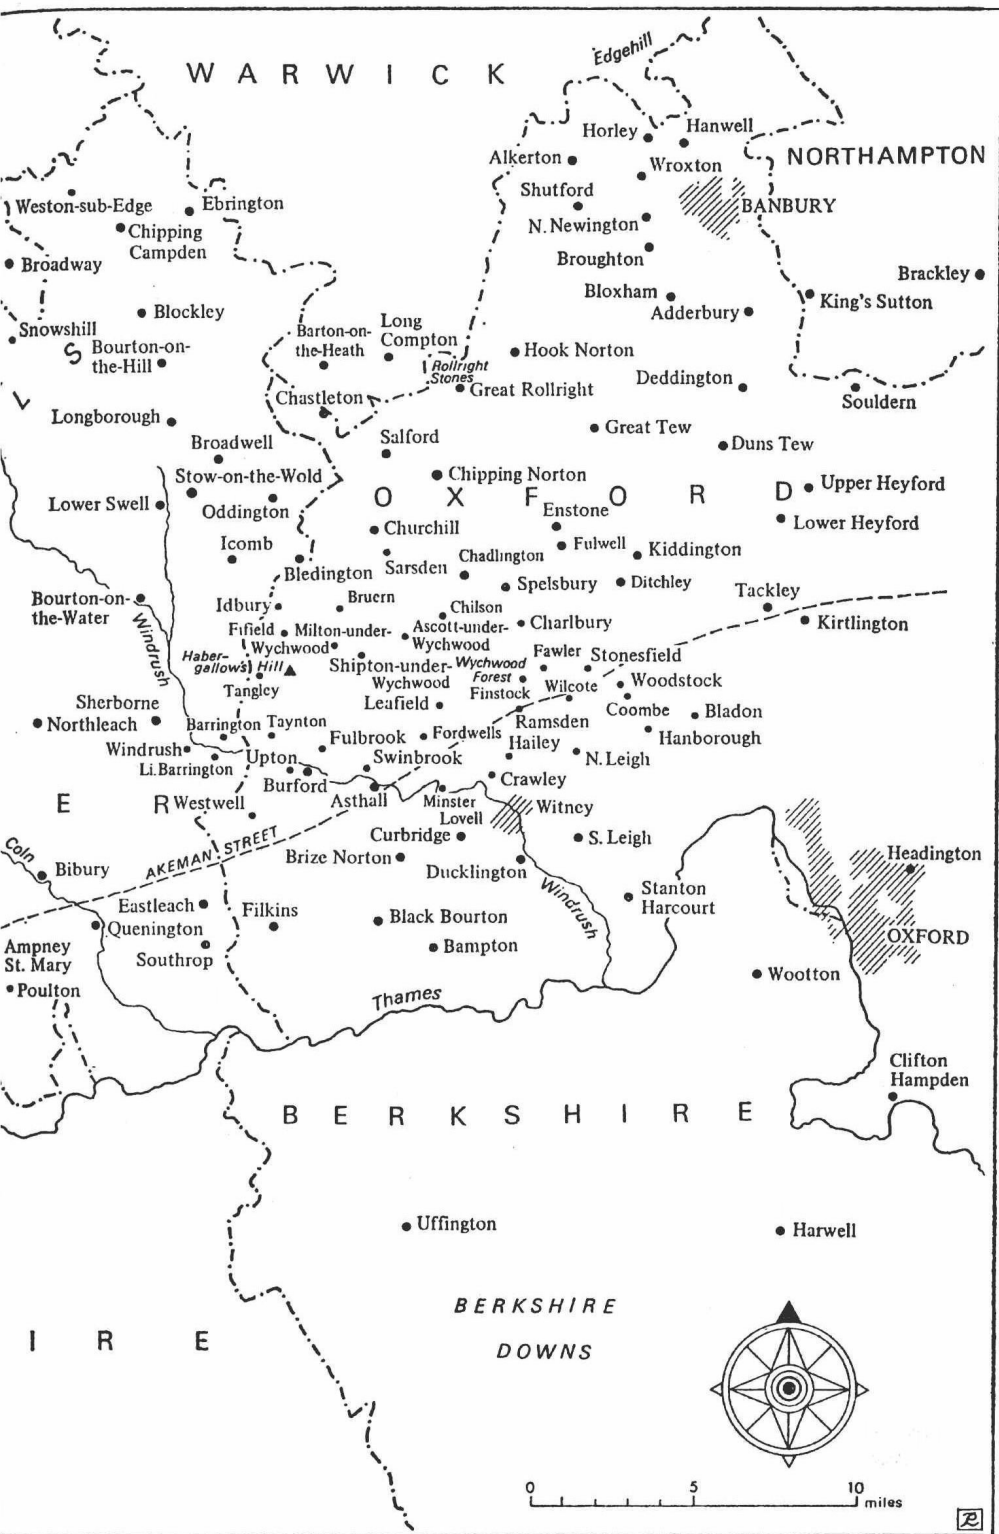 WARWICK
Edgehill
Horley
Hanwell
Alkerton
Wroxton
NORTHAMPTON
Shutford
BANBURY
Weston-sub-Edge
Ebrington
N. Newington
Chipping
Campden
Broughton
Broadway
Brackley
Bloxham
King's Sutton
Blockley
Adderbury
Snowshill
S
Bourton-on-
the-Hill
Barton-on-
the-Heath
Long
Compton
Hook Norton
Rollright
Stones
Great Rollright
Deddington
Souldern
L
Chastleton
Longborough
Great Tew
Duns Tew
Broadwell
Salford
Stow-on-the-Wold
Chipping Norton
OXFORD
Upper Heyford
Lower Swell
Oddington
Enstone
Lower Heyford
Churchill
Icomb
Fulwell
Kiddington
Bledington
Sarsden
Chadlington
Spelsbury
Ditchley
Bourton-on-
the-Water
Windrush
Idbury
Bruern
Chilson
Tackley
Charlbury
Kirtlington
Fifield
Milton-under-
Wychwood
Ascott-under-
Wychwood
Haber-
gallows Hill
Shipton-under-
Wychwood
Wychwood
Forest
Fawler
Stonesfield
Tangley
Finstock
Wilcote
Woodstock
Sherborne
Leafield
Coombe
Bladon
Northleach
Barrington
Taynton
Ramsden
Fulbrook
Fordwells
Hanborough
Windrush
Hailey
Li. Barrington
Upton
Swinbrook
N. Leigh
Burford
Crawley
ER
Westwell
Asthall
Minster
Lovell
Witney
Coln
AKEMAN STREET
Curbridge
S. Leigh
Bibury
Brize Norton
Ducklington
Headington
Windrush
Stanton
Harcourt
Eastleach
Filkins
Black Bourton
Quenington
OXFORD
Ampney
St. Mary
Southrop
Bampton
Poulton
Wootton
Thames
Clifton
Hampden
BERKSHIRE
Uffington
Harwell
BERKSHIRE
DOWNS
IRE
0 5 10
miles